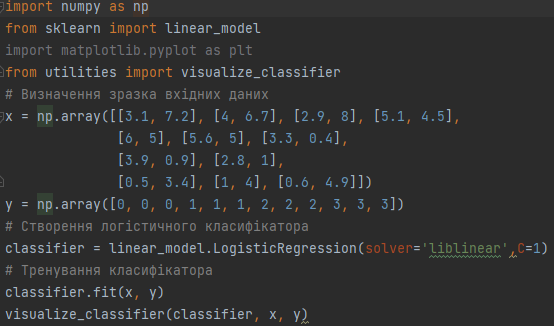 import numpy as np
from sklearn import linear_model
import matplotlib.pyplot as plt
from utilities import visualize_classifier
# Визначення зразка вхідних даних
x = np.array([[3.1, 7.2], [4, 6.7], [2.9, 8], [5.1, 4.5],
[6, 5], [5.6, 5], [3.3, 0.4],
[3.9, 0.9], [2.8, 1],
[0.5, 3.4], [1, 4], [0.6, 4.9]])
y = np.array([0, 0, 0, 1, 1, 1, 2, 2, 2, 3, 3, 3])
# Створення логістичного класифікатора
classifier = linear_model.LogisticRegression(solver='liblinear',C=1)
# Тренування класифікатора
classifier.fit(x, y)
visualize_classifier(classifier, x, y)